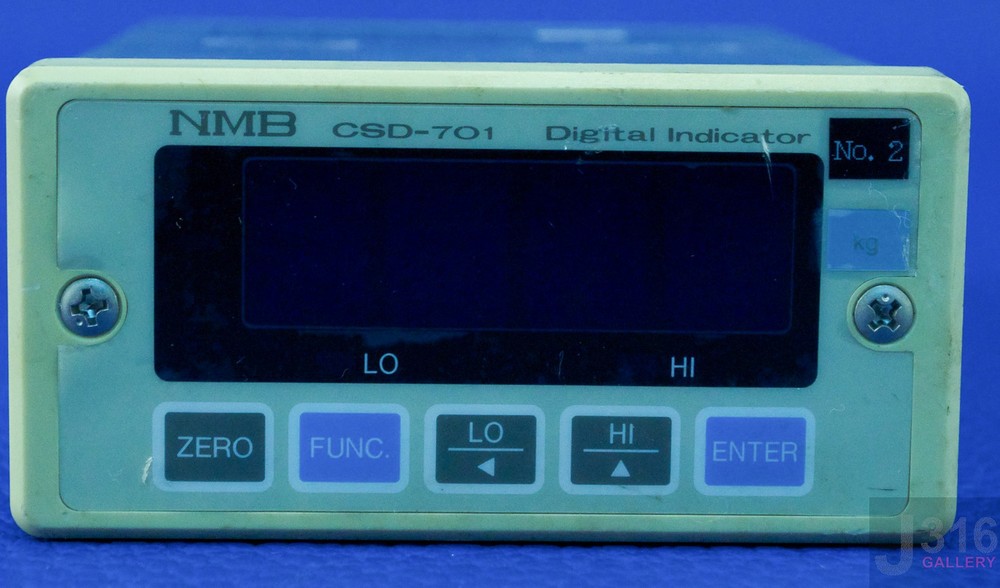 NMB CSD-701 Digital Indicator
No. 2
kg
LO HI
ZERO FUNC. LO ◀ HI ▲ ENTER
J316
GALLERY